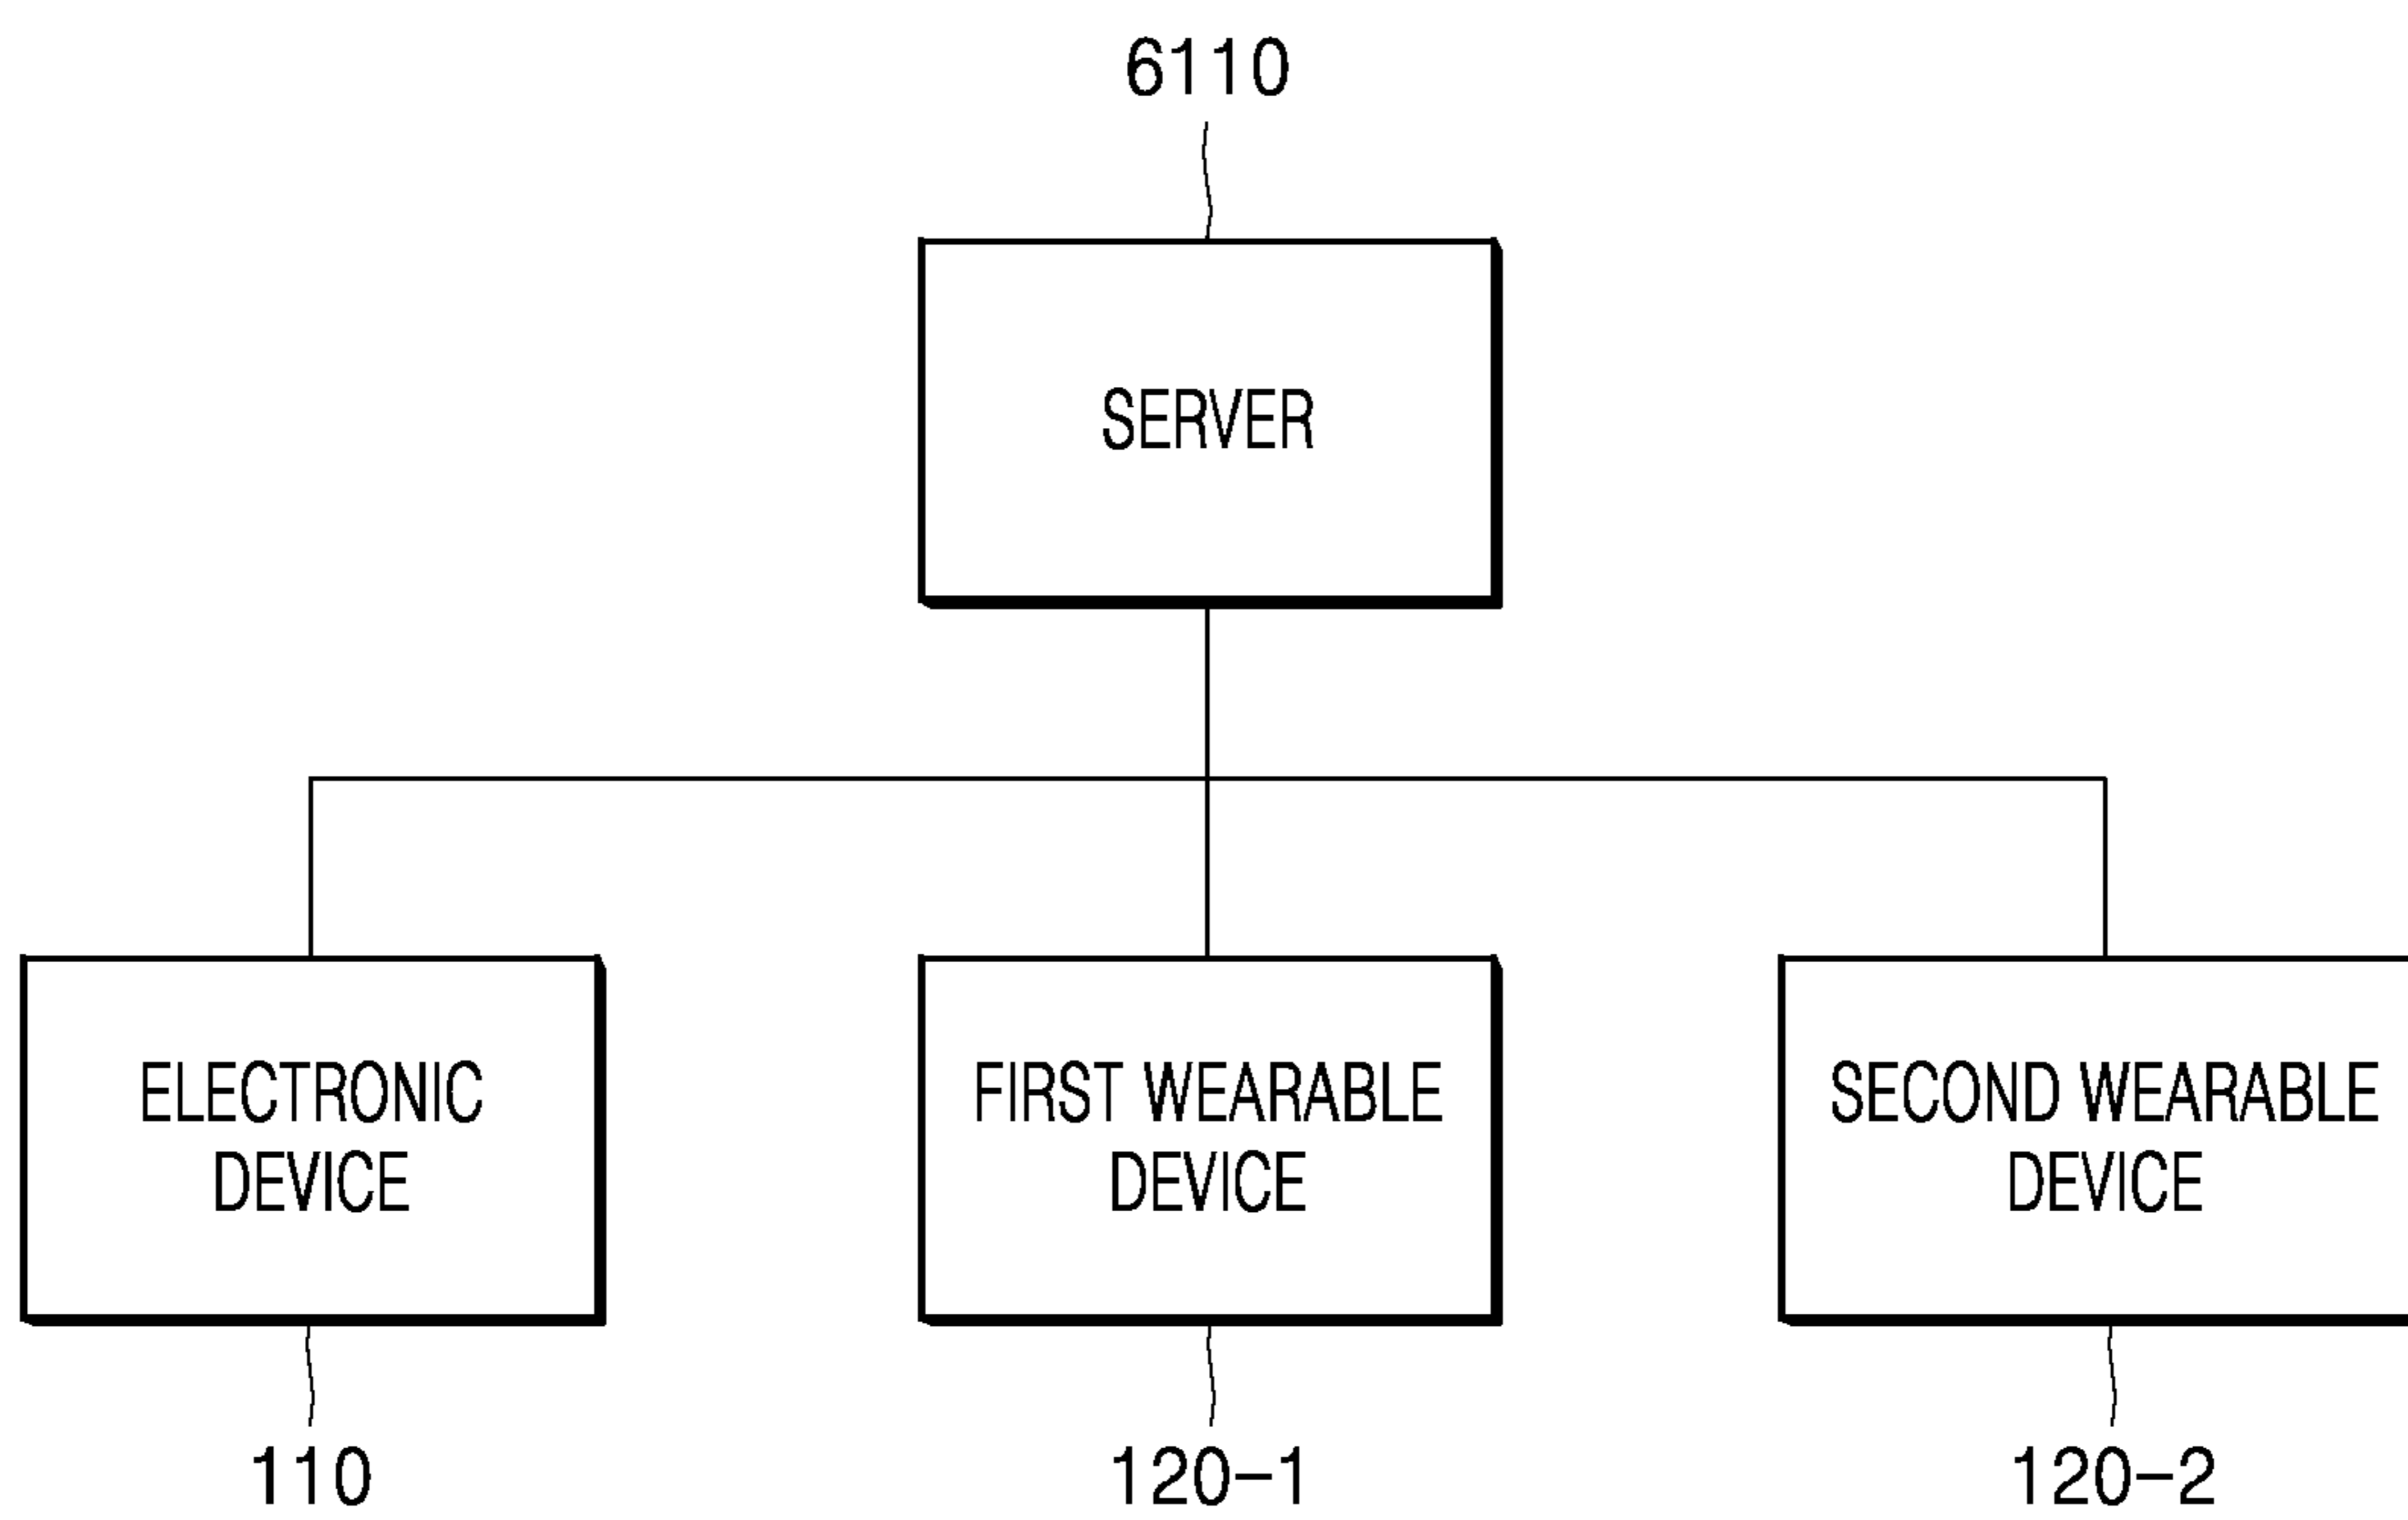 6110
SERVER
ELECTRONIC
DEVICE
FIRST WEARABLE
DEVICE
SECOND WEARABLE
DEVICE
110
120-1
120-2